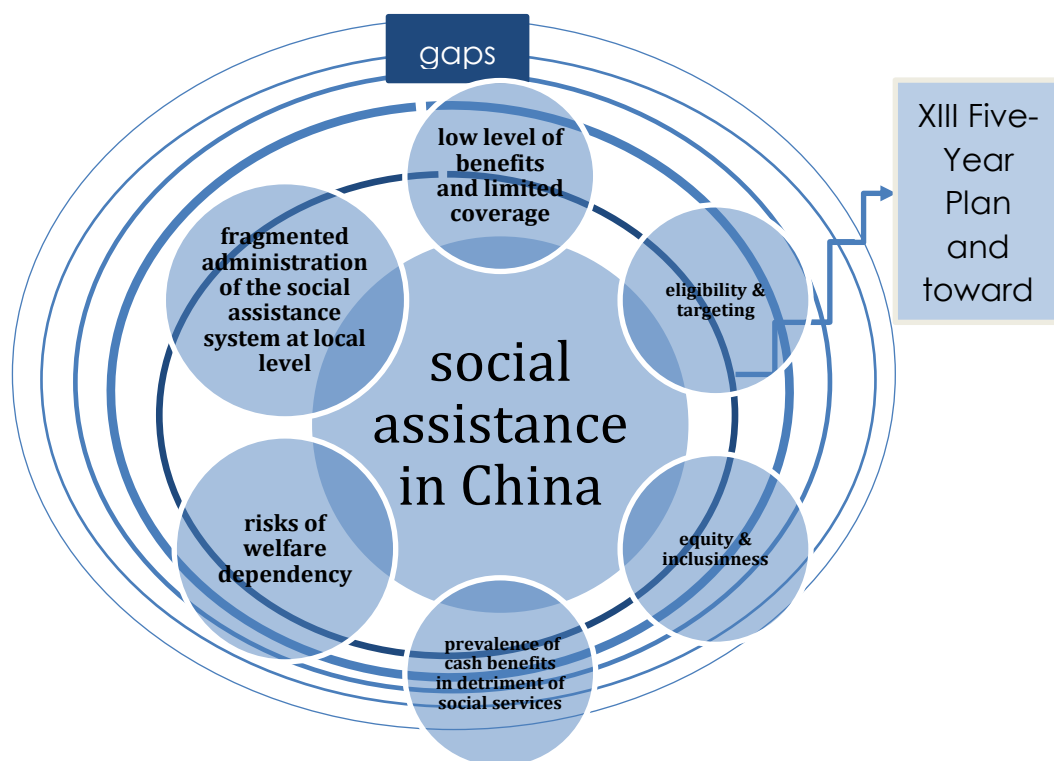 gaps
low level of
benefits
and limited
coverage
XIII Five-
Year
Plan
and
toward
fragmented
administration
of the social
assistance
system at local
level
eligibility &
targeting
social
assistance
in China
risks of
welfare
dependency
equity &
inclusinness
prevalence of
cash benefits
in detriment of
social services